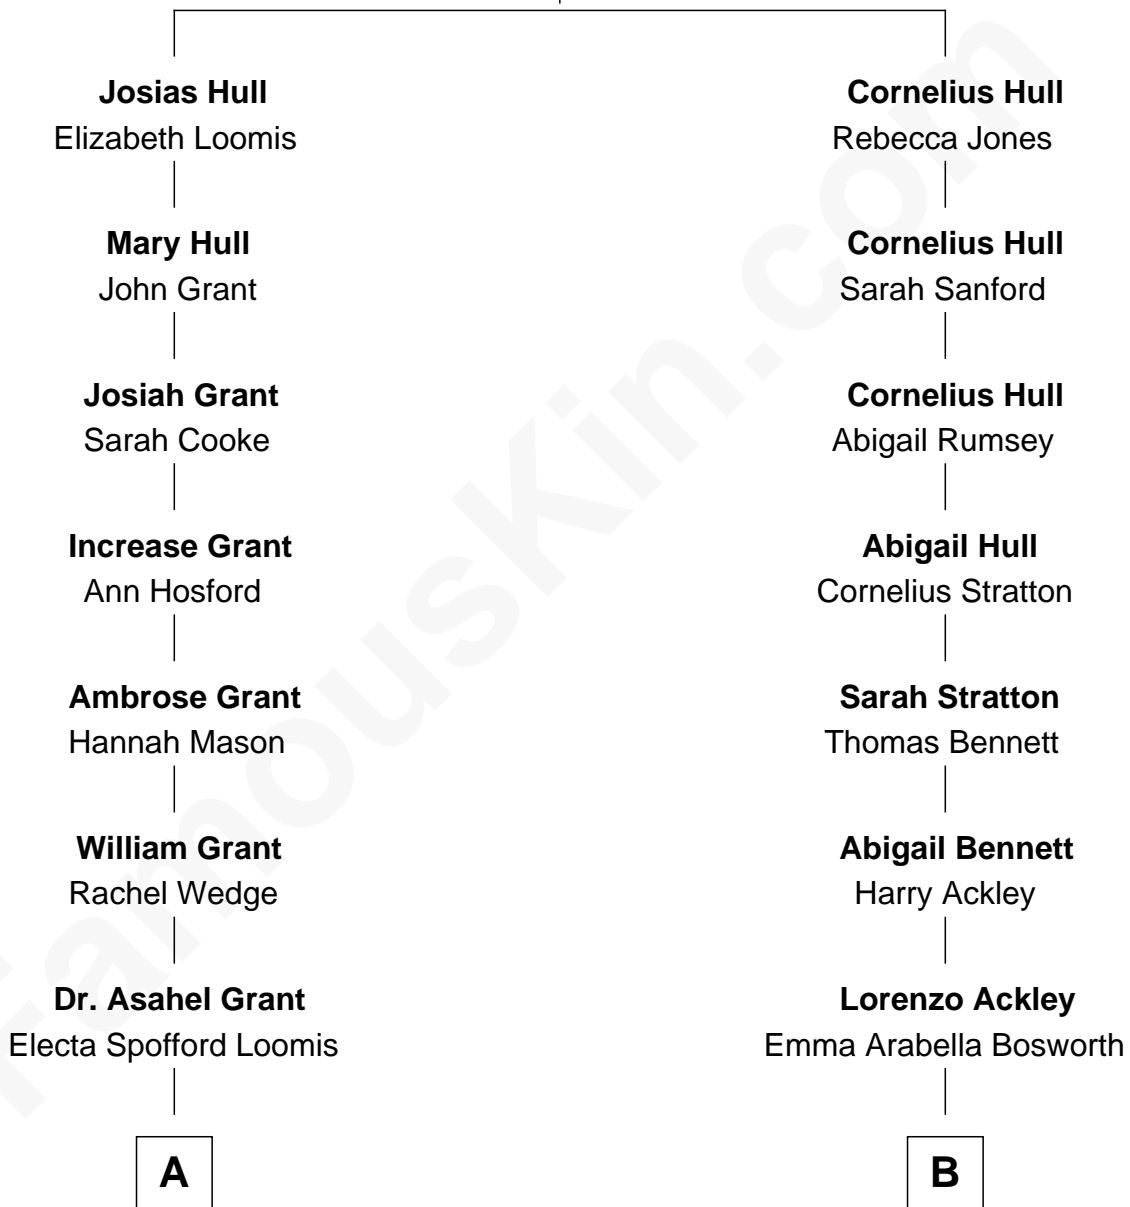 Josias Hull
Elizabeth Loomis
Mary Hull
John Grant
Josiah Grant
Sarah Cooke
Increase Grant
Ann Hosford
Ambrose Grant
Hannah Mason
William Grant
Rachel Wedge
Dr. Asahel Grant
Electa Spofford Loomis
A
Cornelius Hull
Rebecca Jones
Cornelius Hull
Sarah Sanford
Cornelius Hull
Abigail Rumsey
Abigail Hull
Cornelius Stratton
Sarah Stratton
Thomas Bennett
Abigail Bennett
Harry Ackley
Lorenzo Ackley
Emma Arabella Bosworth
B
FamousKin.com